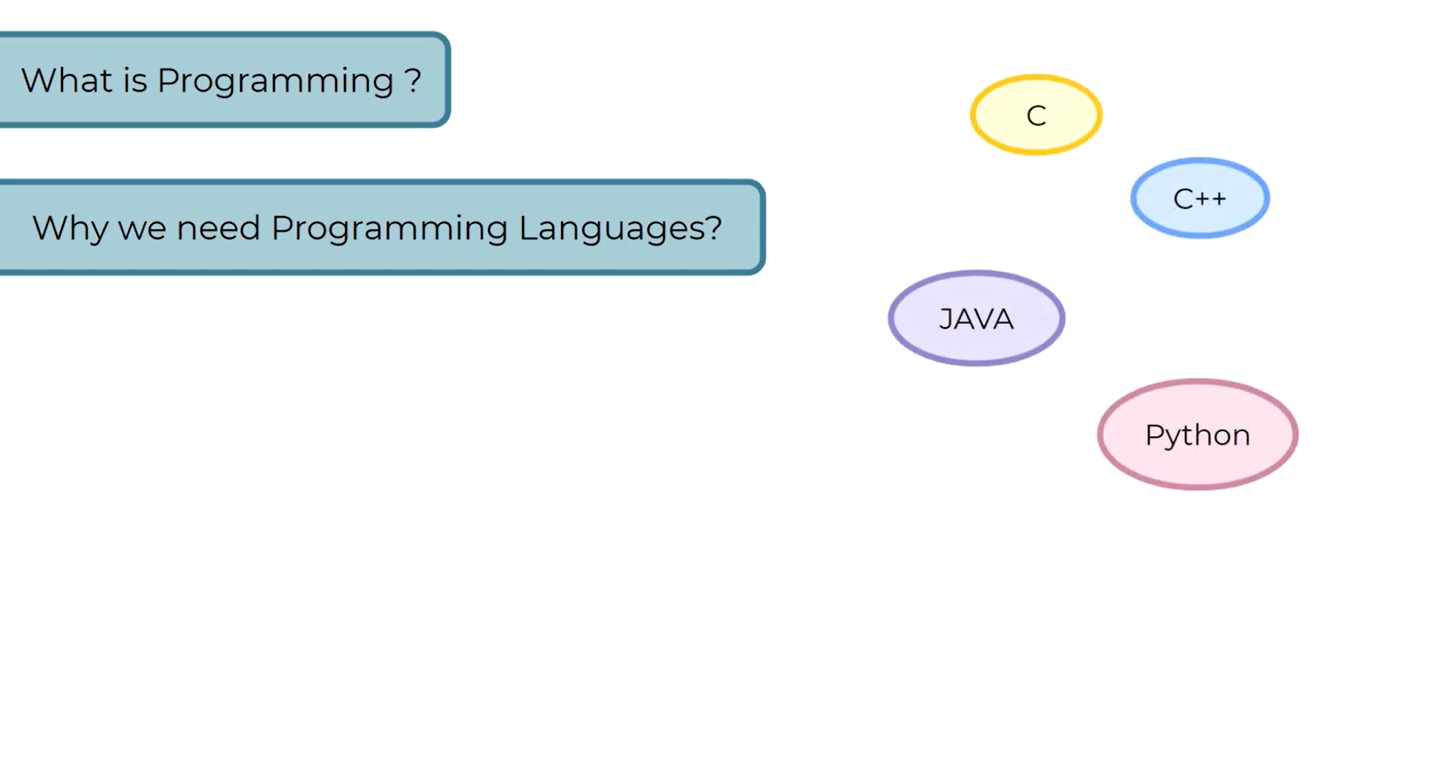 What is Programming ?
Why we need Programming Languages?
C
C++
JAVA
Python